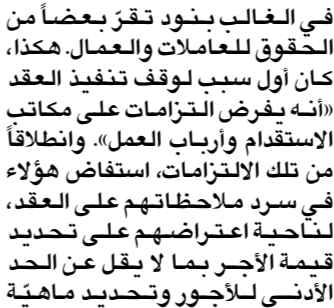 في الغالب بنود تقرّ بعضاً من
الحقوق للعاملات والعمال. هكذا،
كان أول سبب لوقف تنفيذ العقد
«أنه يفرض التزامات على مكاتب
الاستقدام وأرباب العمل». وانطلاقاً
من تلك الالتزامات، استفاض هؤلاء
في سرد ملاحظاتهم على العقد،
لناحية اعتراضهم على تحديد
قيمة الأجر بما لا يقل عن الحد
الأدنى للأجور وتحديد ماهيّة